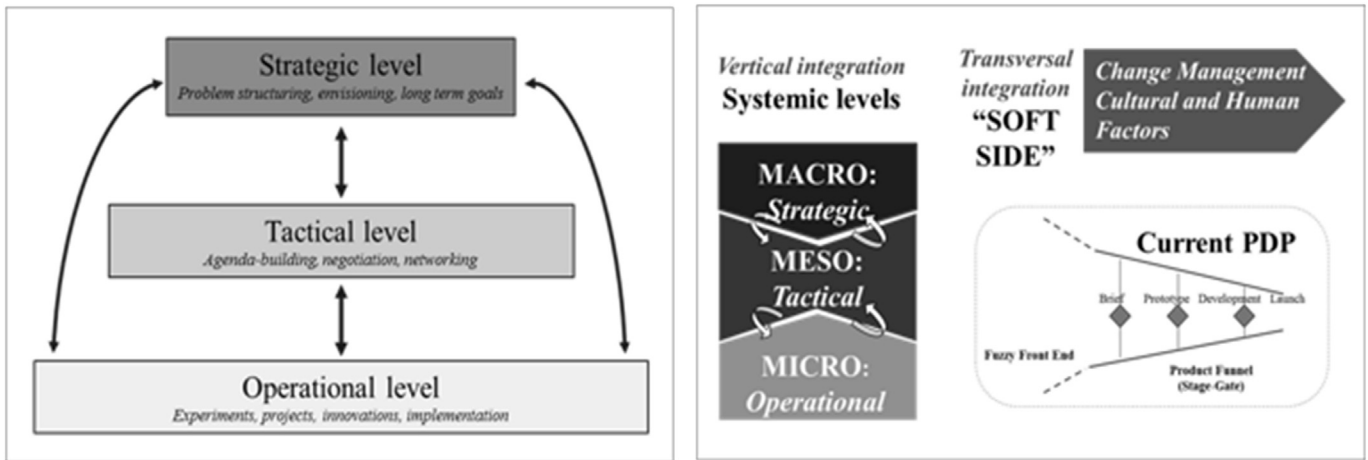 Strategic level
Problem structuring, envisioning, long term goals
Tactical level
Agenda-building, negotiation, networking
Operational level
Experiments, projects, innovations, implementation
Vertical integration
Systemic levels
MACRO:
Strategic
MESO:
Tactical
MICRO:
Operational
Transversal
integration
“SOFT
SIDE”
Change Management
Cultural and Human
Factors
Current PDP
Brief Prototype Development Launch
Fuzzy Front End
Product Funnel
(Stage-Gate)